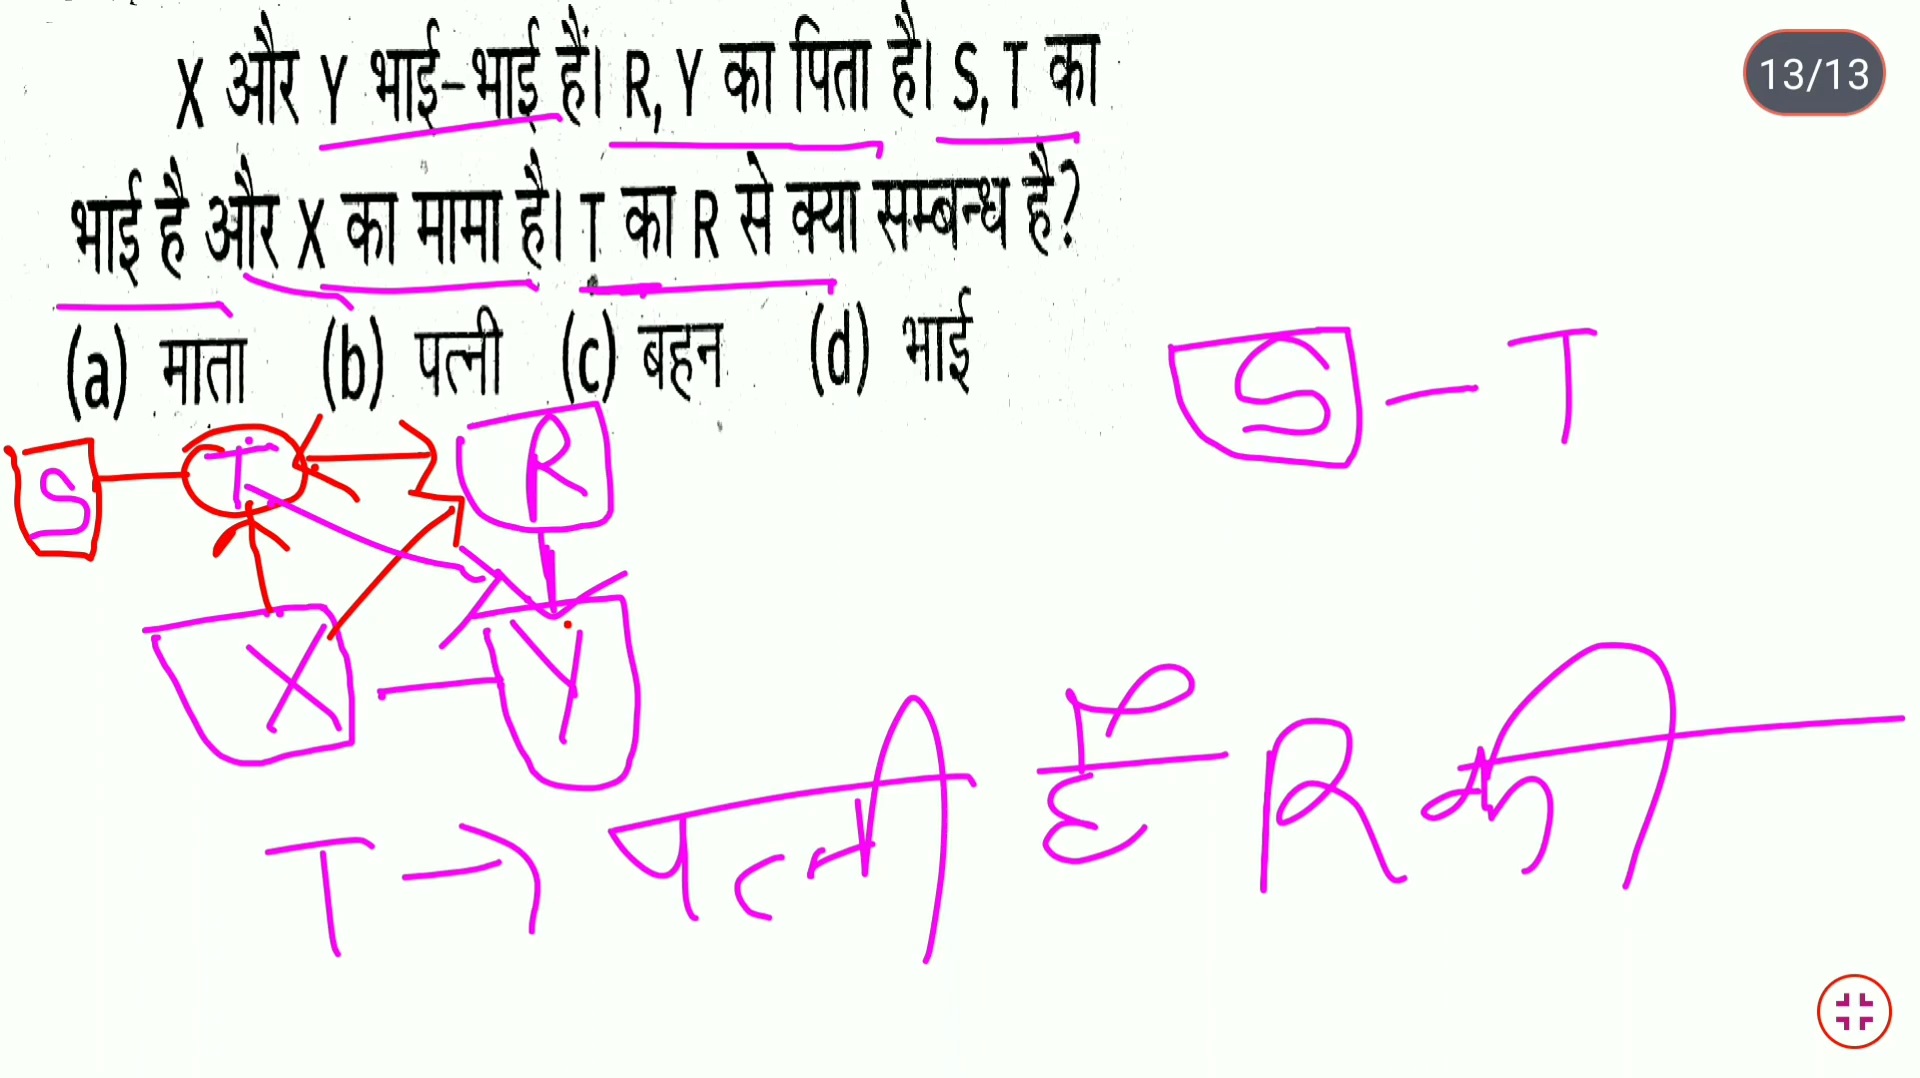 X और Y भाई-भाई हैं। R, Y का पिता है। S, T का
13/13
भाई है और X का मामा है। T का R से क्या सम्बन्ध है?
(a) माता (b) पत्नी (c) बहन (d) भाई
S — T
S T R
X Y
T → पत्नी है R की